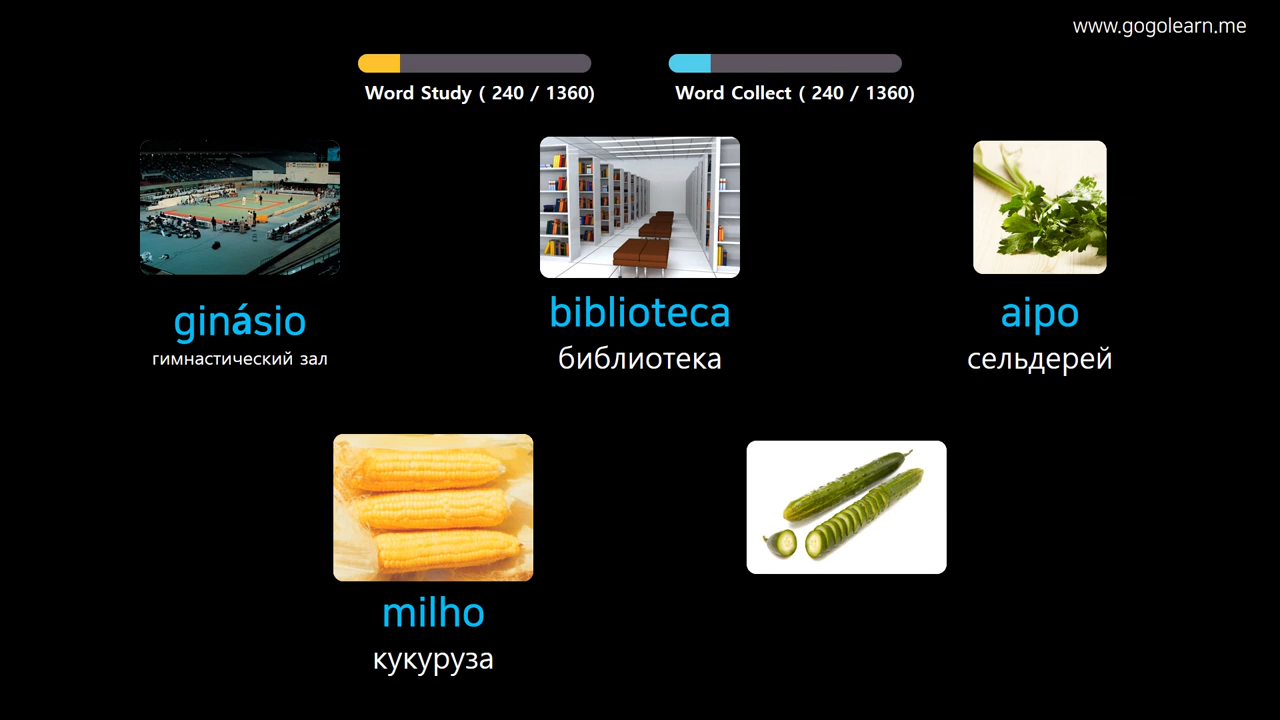 www.gogolearn.me
Word Study ( 240 / 1360)
Word Collect ( 240 / 1360)
ginásio
гимнастический зал
biblioteca
библиотека
aipo
сельдерей
milho
кукуруза